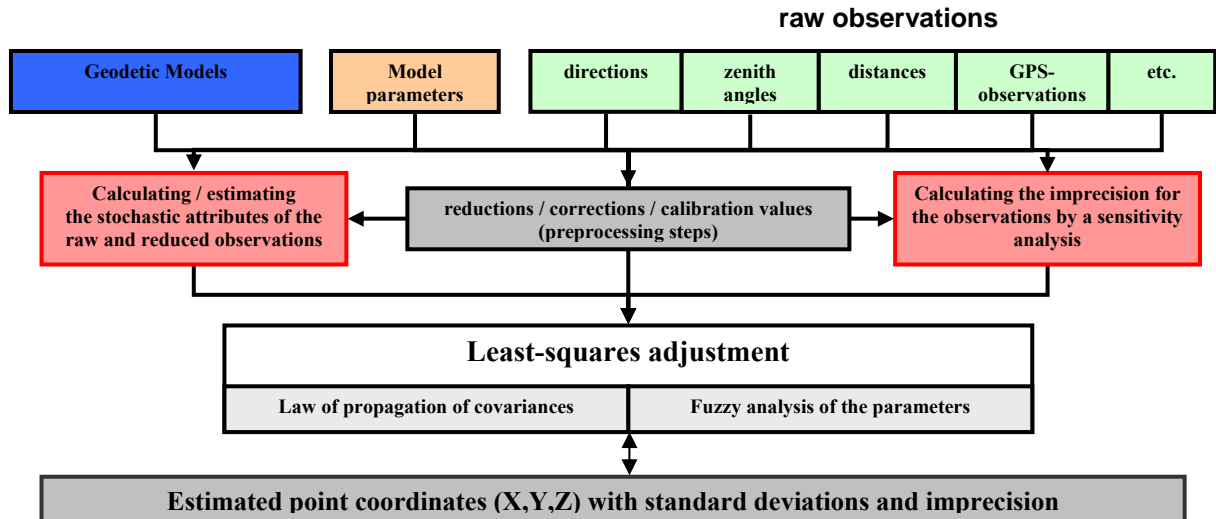 raw observations
Geodetic Models
Model
parameters
directions
zenith
angles
distances
GPS-
observations
etc.
Calculating / estimating
the stochastic attributes of the
raw and reduced observations
reductions / corrections / calibration values
(preprocessing steps)
Calculating the imprecision for
the observations by a sensitivity
analysis
Least-squares adjustment
Law of propagation of covariances
Fuzzy analysis of the parameters
Estimated point coordinates (X,Y,Z) with standard deviations and imprecision